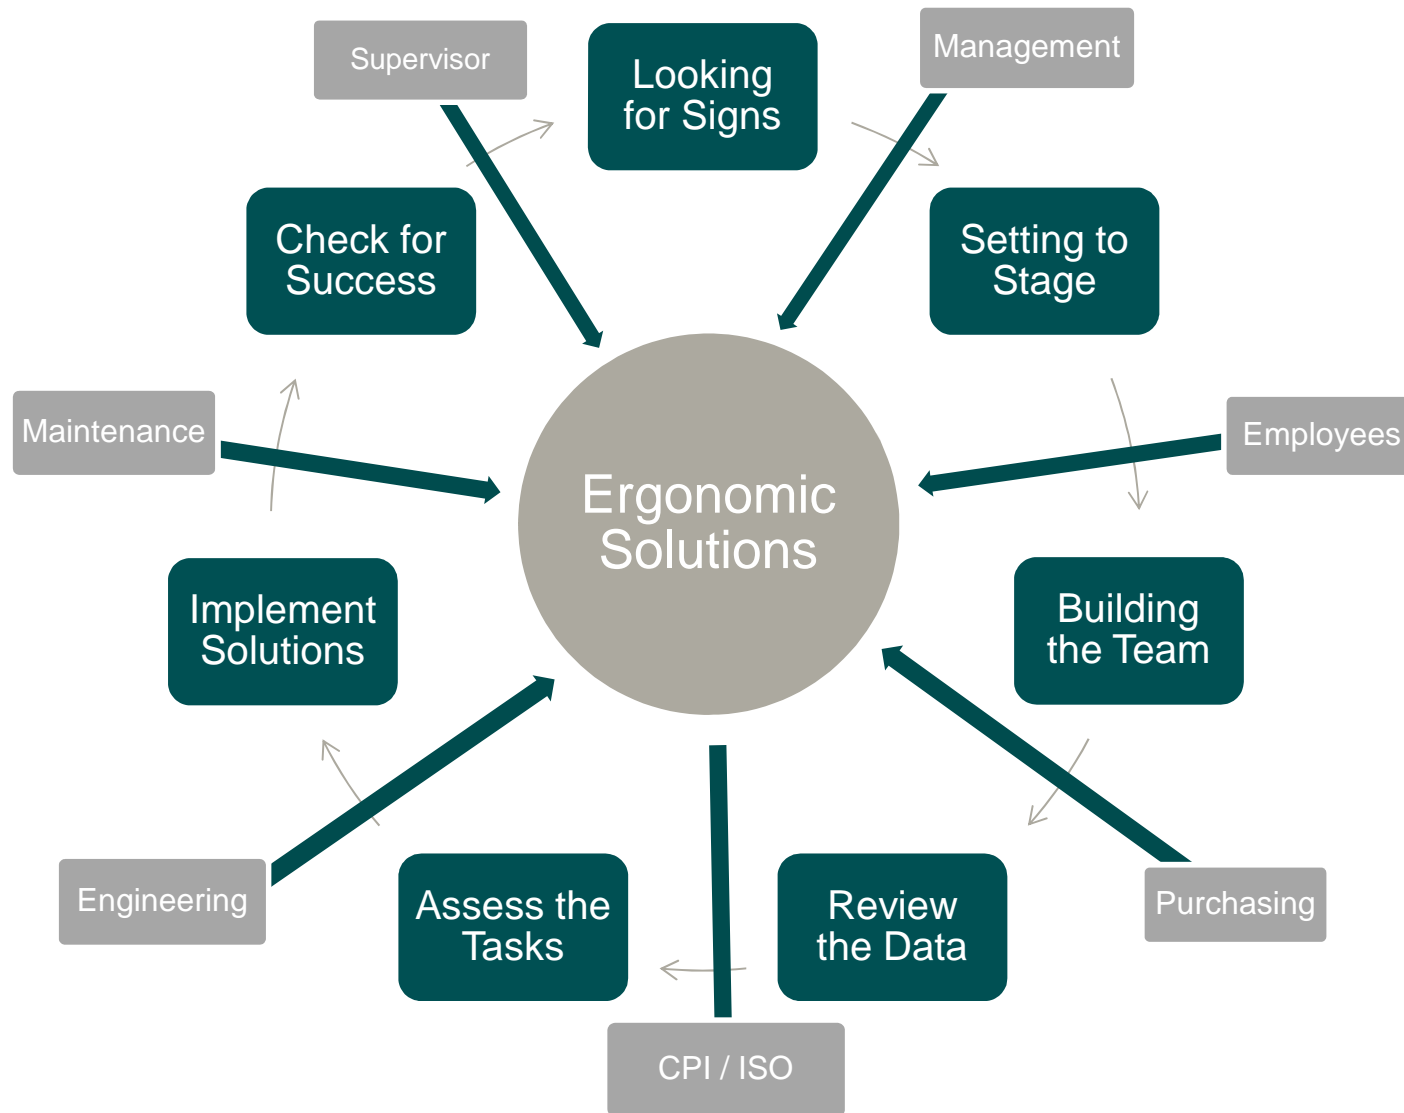 Supervisor
Looking
for Signs
Management
Check for
Success
Setting to
Stage
Maintenance
Employees
Ergonomic
Solutions
Implement
Solutions
Building
the Team
Engineering
Assess the
Tasks
Review
the Data
Purchasing
CPI / ISO